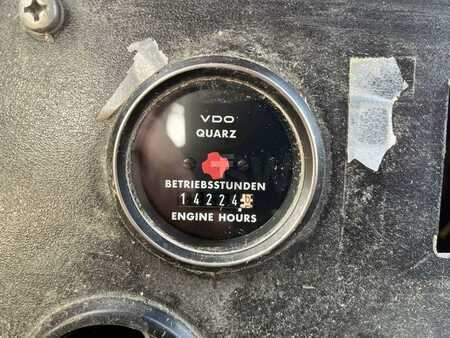 VDO
QUARZ
BETRIEBSSTUNDEN
14224
ENGINE HOURS